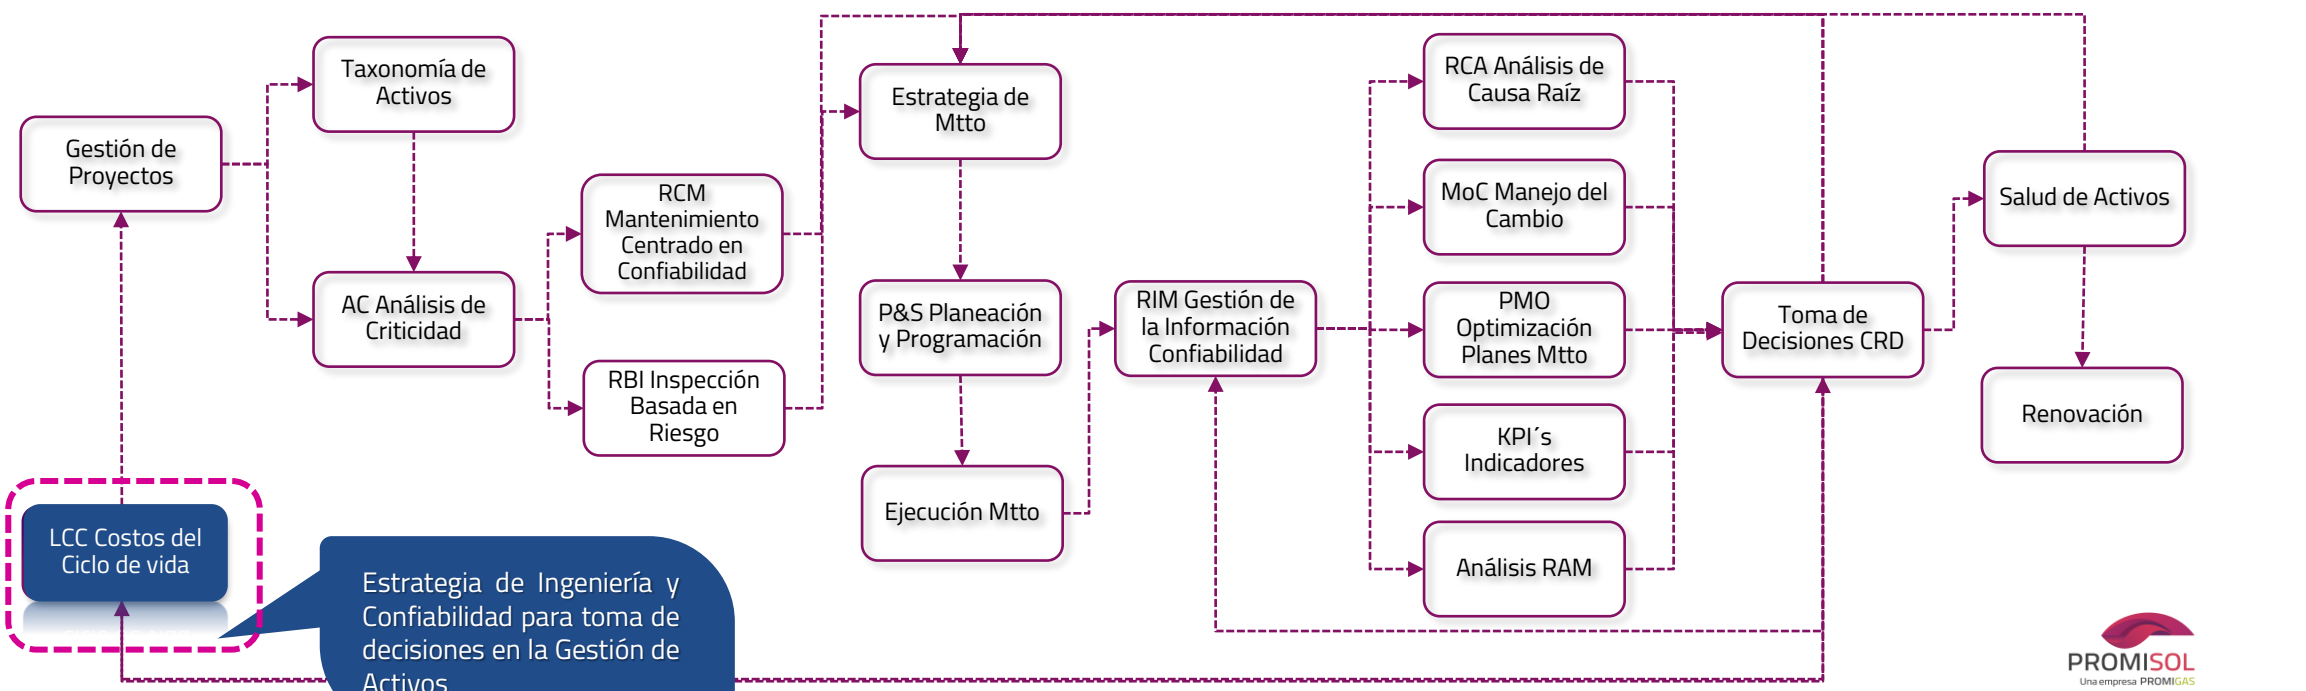 Gestión de
Proyectos
Taxonomía de
Activos
AC Análisis de
Criticidad
RCM
Mantenimiento
Centrado en
Confiabilidad
RBI Inspección
Basada en
Riesgo
Estrategia de
Mtto
P&S Planeación
y Programación
Ejecución Mtto
RIM Gestión de
la Información
Confiabilidad
RCA Análisis de
Causa Raíz
MoC Manejo del
Cambio
PMO
Optimización
Planes Mtto
KPI´s
Indicadores
Análisis RAM
Toma de
Decisiones CRD
Salud de Activos
Renovación
LCC Costos del
Ciclo de vida
Estrategia de Ingeniería y
Confiabilidad para toma de
decisiones en la Gestión de
Activos
PROMISOL
Una empresa PROMIGAS